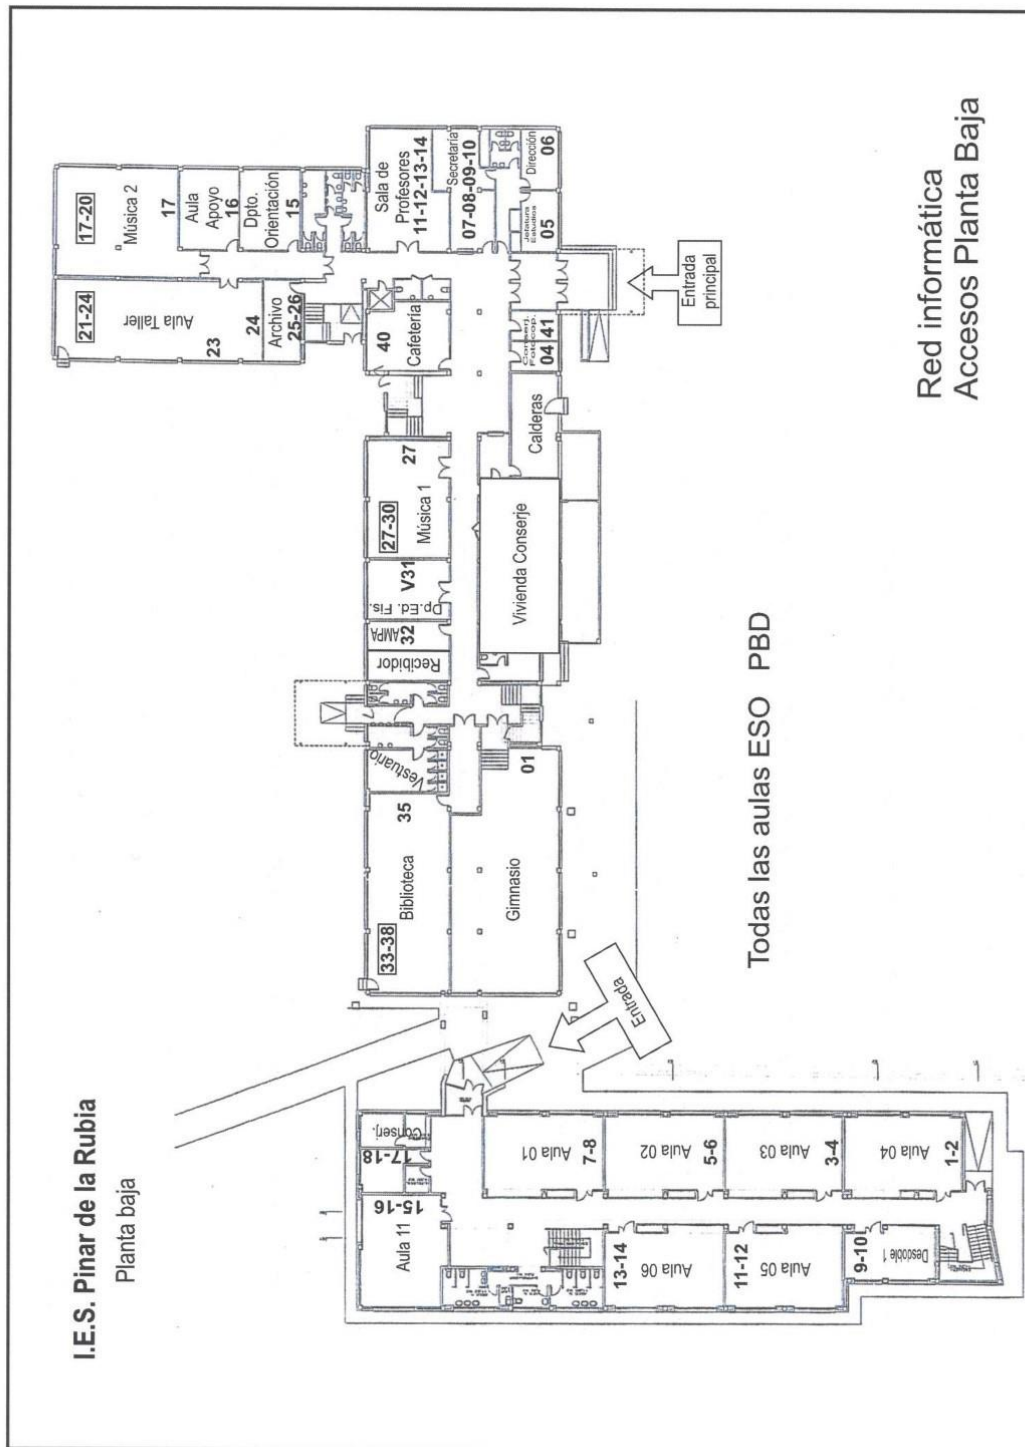 I.E.S. Pinar de la Rubia
Planta baja
Red informática
Accesos Planta Baja
Todas las aulas ESO PBD
17-20
Música 2
17
Aula
Apoyo
16
Dpto.
Orientación
15
21-24
Aula Taller
23
24
Archivo
25-26
Sala de
Profesores
11-12-13-14
Secretaría
07-08-09-10
Dirección
06
Jefatura
Estudios
05
Entrada
principal
40
Cafetería
Conserj.
Fotocop.
04 41
Calderas
27
27-30
Música 1
V31
Dp.Ed. Fis.
AMPA
32
Recibidor
Vivienda Conserje
Vestuario
35
Biblioteca
33-38
01
Gimnasio
Entrada
Conserj.
17-18
15-16
Aula 11
Aula 01
7-8
Aula 02
5-6
Aula 03
3-4
Aula 04
1-2
13-14
Aula 06
11-12
Aula 05
9-10
Desdoble 1